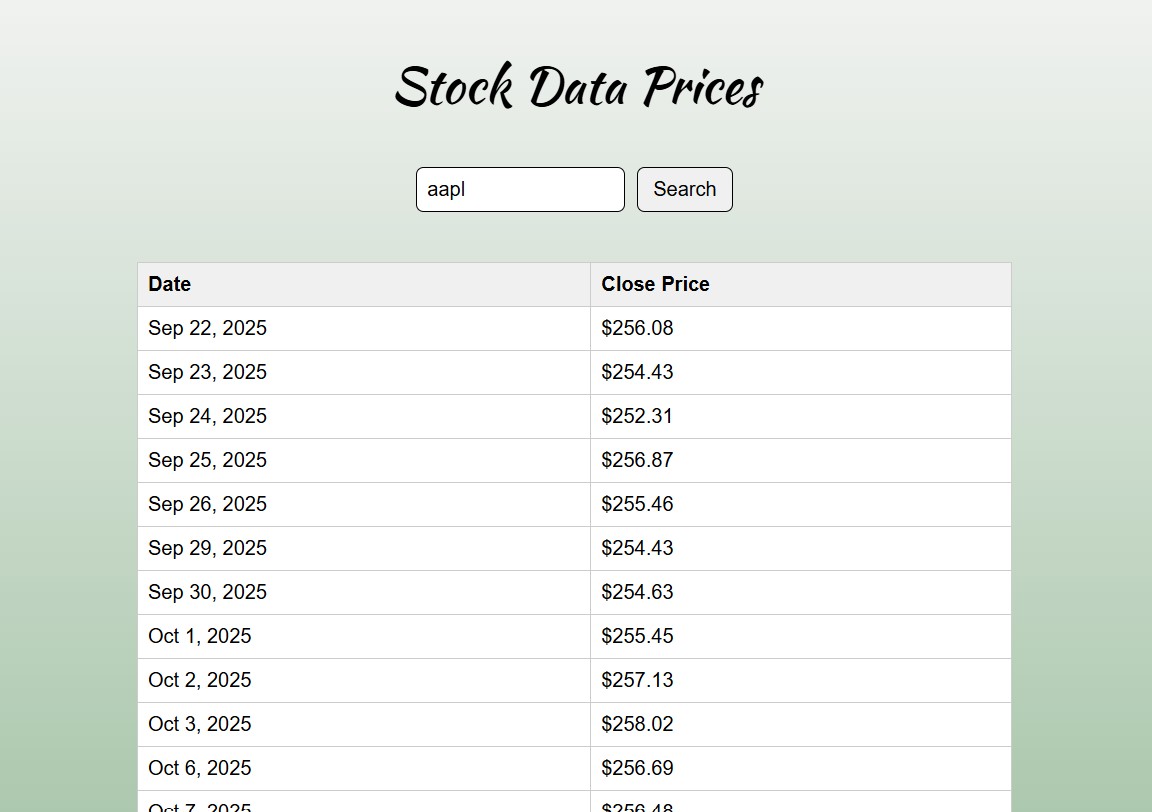 Stock Data Prices
aapl Search
Date Close Price
Sep 22, 2025 $256.08
Sep 23, 2025 $254.43
Sep 24, 2025 $252.31
Sep 25, 2025 $256.87
Sep 26, 2025 $255.46
Sep 29, 2025 $254.43
Sep 30, 2025 $254.63
Oct 1, 2025 $255.45
Oct 2, 2025 $257.13
Oct 3, 2025 $258.02
Oct 6, 2025 $256.69
Oct 7, 2025 $256.48